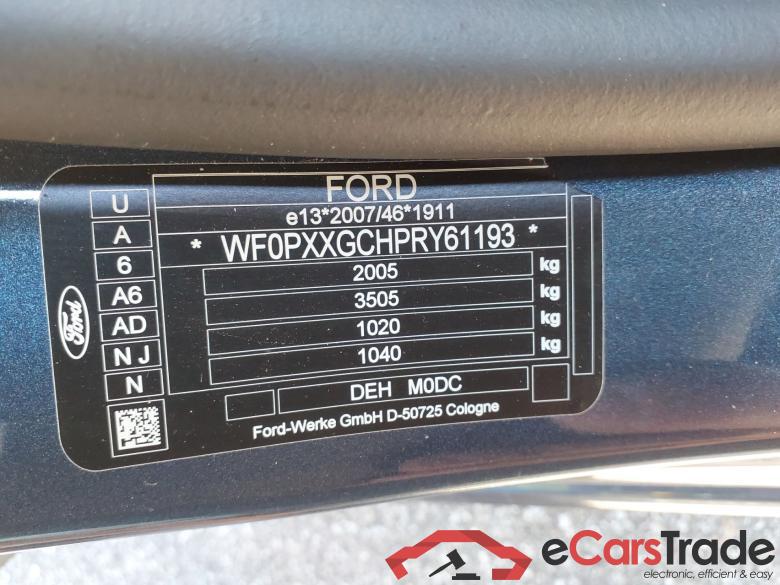 FORD
e13*2007/46*1911
* WF0PXXGCHPRY61193 *
2005 kg
3505 kg
1020 kg
1040 kg
DEH M0DC
Ford-Werke GmbH D-50725 Cologne
U
A
6
A6
AD
N J
N
Ford
eCarsTrade
electronic, efficient & easy